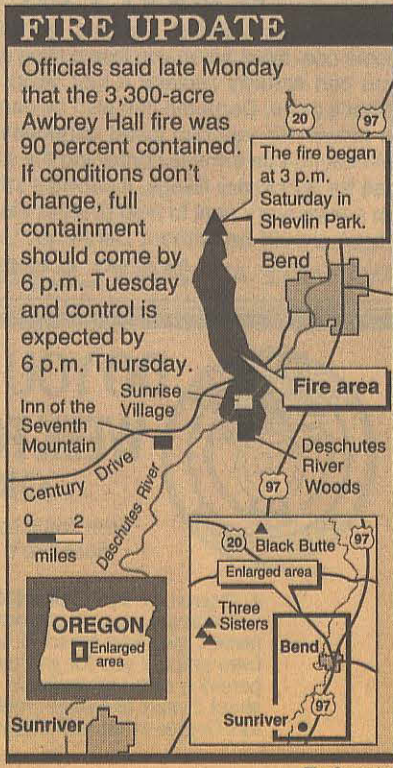 FIRE UPDATE
Officials said late Monday
that the 3,300-acre
Awbrey Hall fire was
90 percent contained.
If conditions don't
change, full
containment
should come by
6 p.m. Tuesday
and control is
expected by
6 p.m. Thursday.
20
97
The fire began
at 3 p.m.
Saturday in
Shevlin Park.
Bend
Fire area
Sunrise
Village
Inn of the
Seventh
Mountain
Century Drive
Deschutes River
Deschutes
River
Woods
97
0 2
miles
OREGON
Enlarged
area
Sunriver
20
Black Butte
97
Enlarged area
Three
Sisters
Bend
97
Sunriver